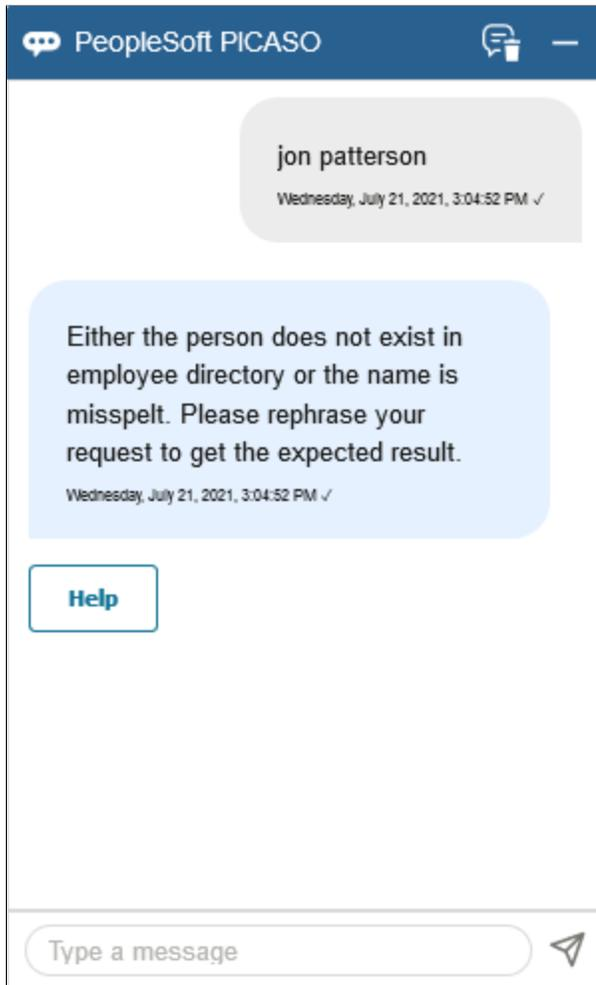 PeopleSoft PICASO
jon patterson
Wednesday, July 21, 2021, 3:04:52 PM ✓
Either the person does not exist in
employee directory or the name is
misspelt. Please rephrase your
request to get the expected result.
Wednesday, July 21, 2021, 3:04:52 PM ✓
Help
Type a message